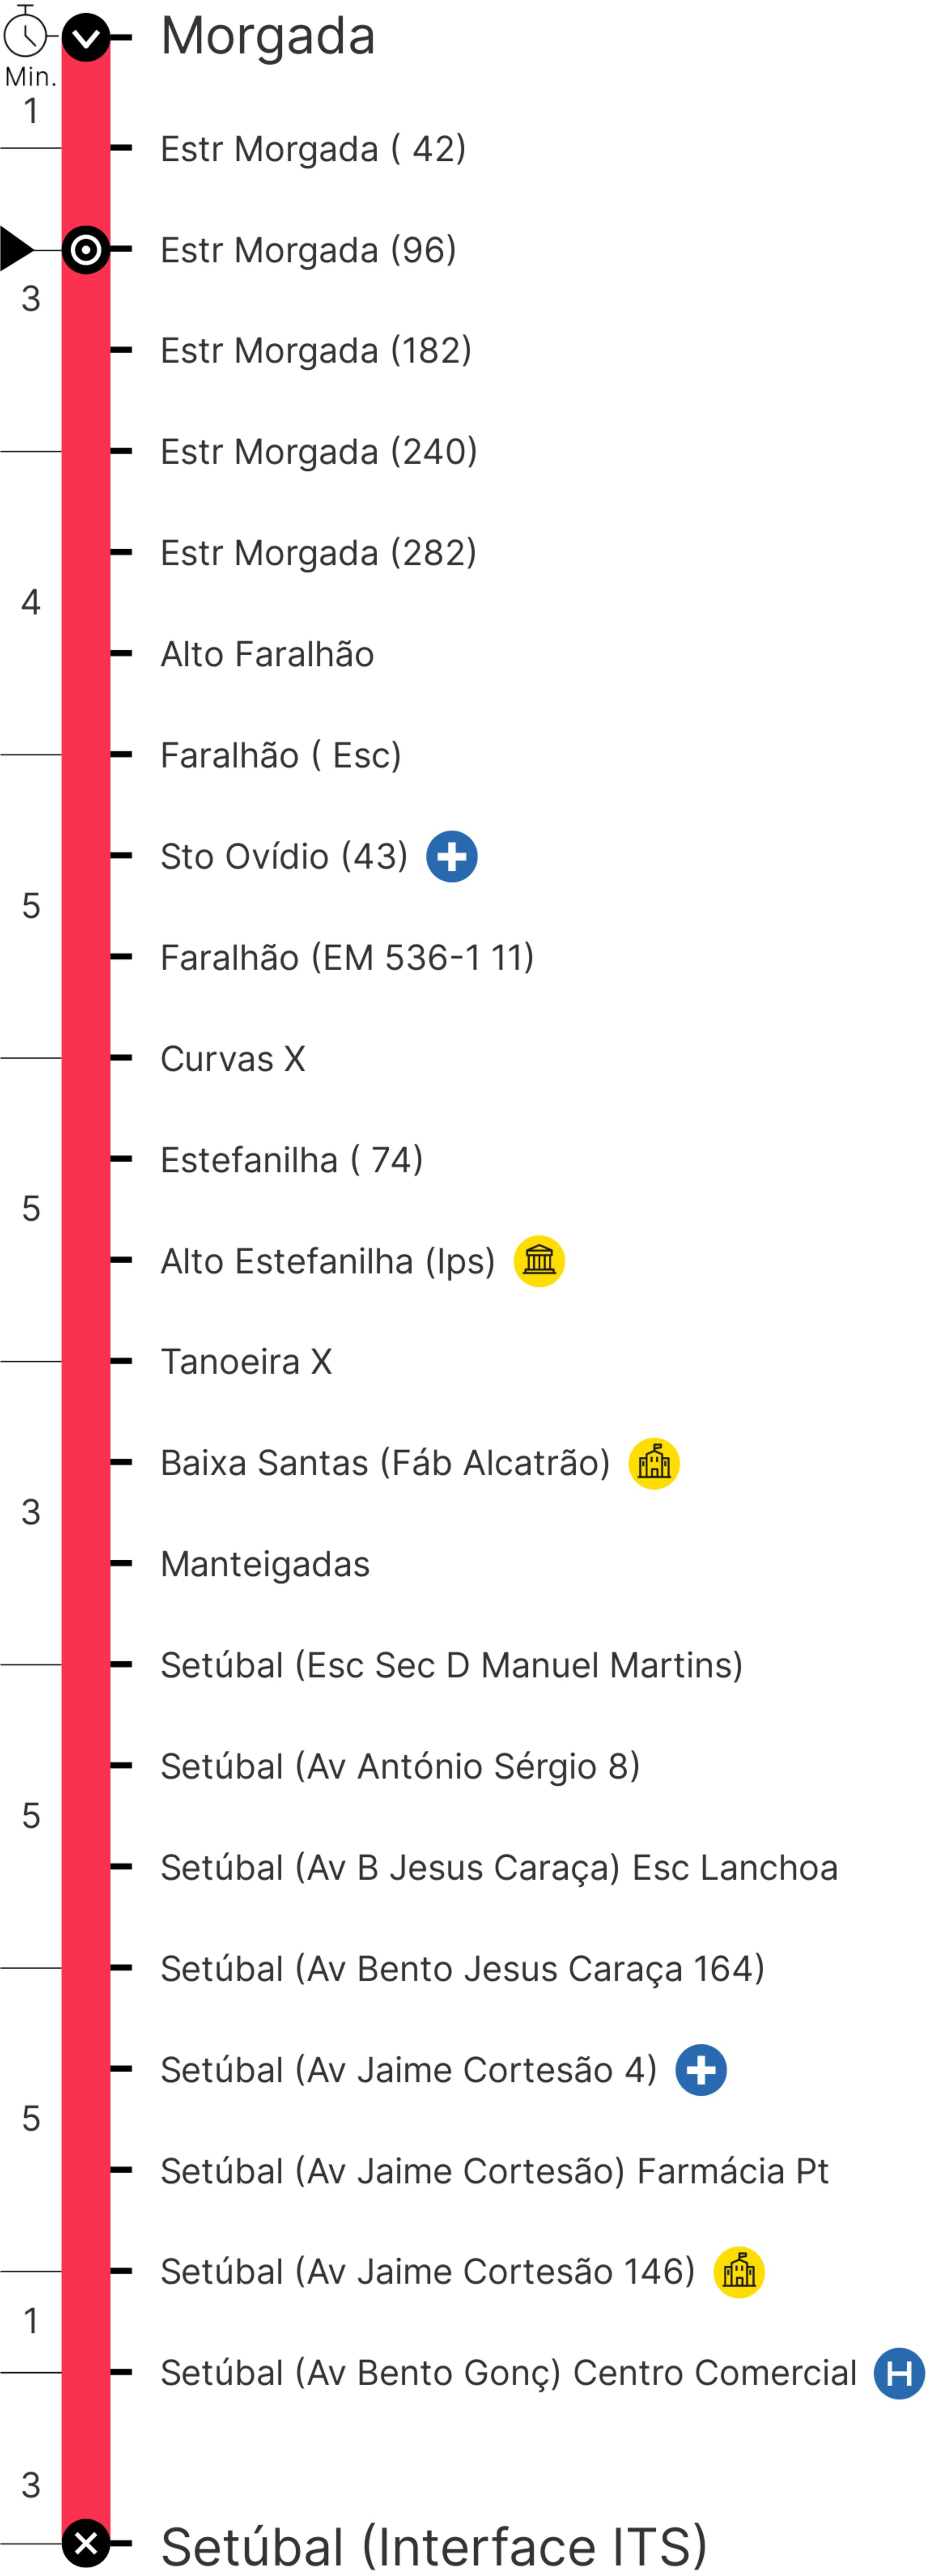 Morgada
Min.
1
Estr Morgada ( 42)
Estr Morgada (96)
3
Estr Morgada (182)
Estr Morgada (240)
Estr Morgada (282)
4
Alto Faralhão
Faralhão ( Esc)
Sto Ovídio (43)
5
Faralhão (EM 536-1 11)
Curvas X
Estefanilha ( 74)
5
Alto Estefanilha (Ips)
Tanoeira X
Baixa Santas (Fáb Alcatrão)
3
Manteigadas
Setúbal (Esc Sec D Manuel Martins)
Setúbal (Av António Sérgio 8)
5
Setúbal (Av B Jesus Caraça) Esc Lanchoa
Setúbal (Av Bento Jesus Caraça 164)
Setúbal (Av Jaime Cortesão 4)
5
Setúbal (Av Jaime Cortesão) Farmácia Pt
Setúbal (Av Jaime Cortesão 146)
1
Setúbal (Av Bento Gonç) Centro Comercial H
3
Setúbal (Interface ITS)